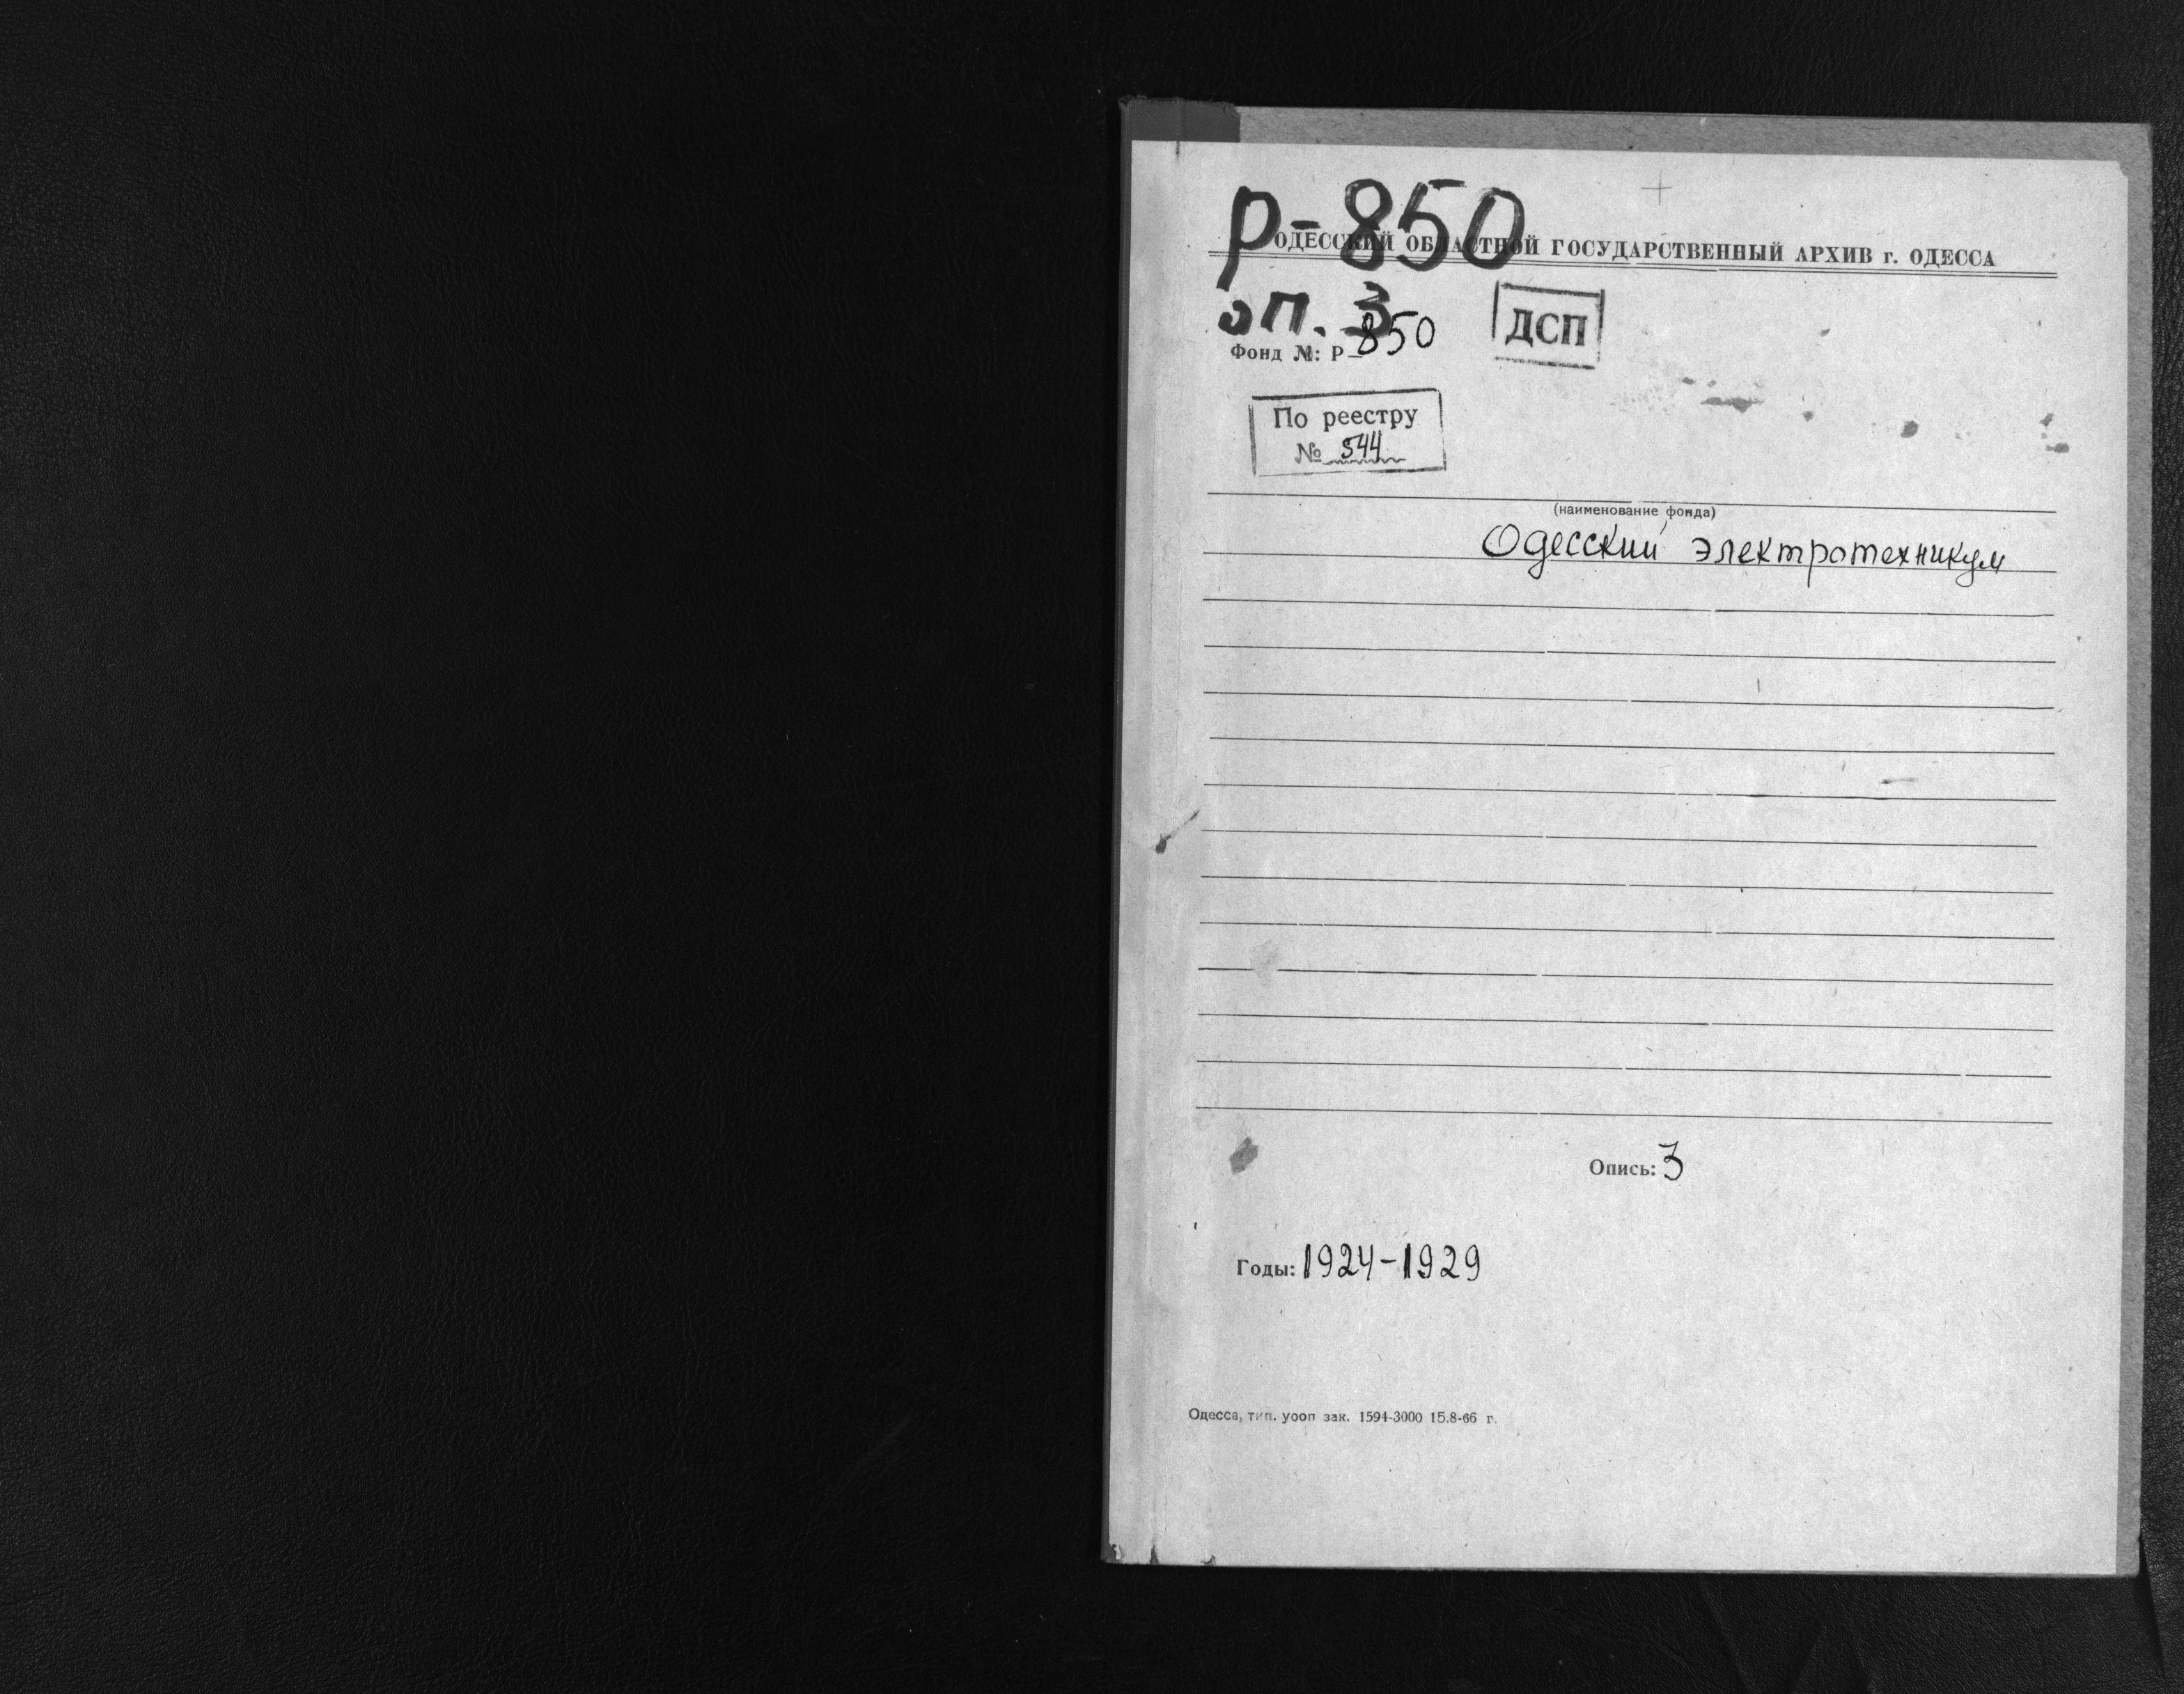 Р-850
ОДЕССКИЙ ОБЛАСТНОЙ ГОСУДАРСТВЕННЫЙ АРХИВ г. ОДЕССА
оп. 3
ДСП
Фонд №: Р-850
По реестру
№ 544
(наименование фонда)
Одесский электротехникум
Опись: 3
Годы: 1924-1929
Одесса, тип. уооп зак. 1594-3000 15.8-66 г.